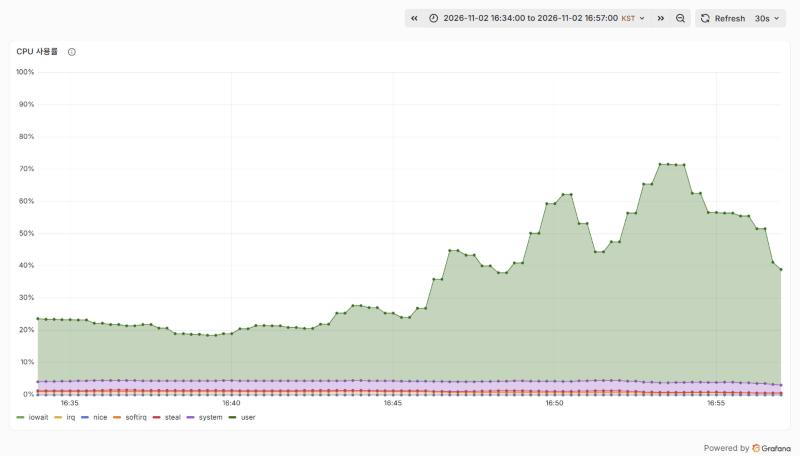 2026-11-02 16:34:00 to 2026-11-02 16:57:00 KST
Refresh 30s
CPU 사용률
100%
90%
80%
70%
60%
50%
40%
30%
20%
10%
0%
16:35 16:40 16:45 16:50 16:55
iowait irq nice softirq steal system user
Powered by Grafana